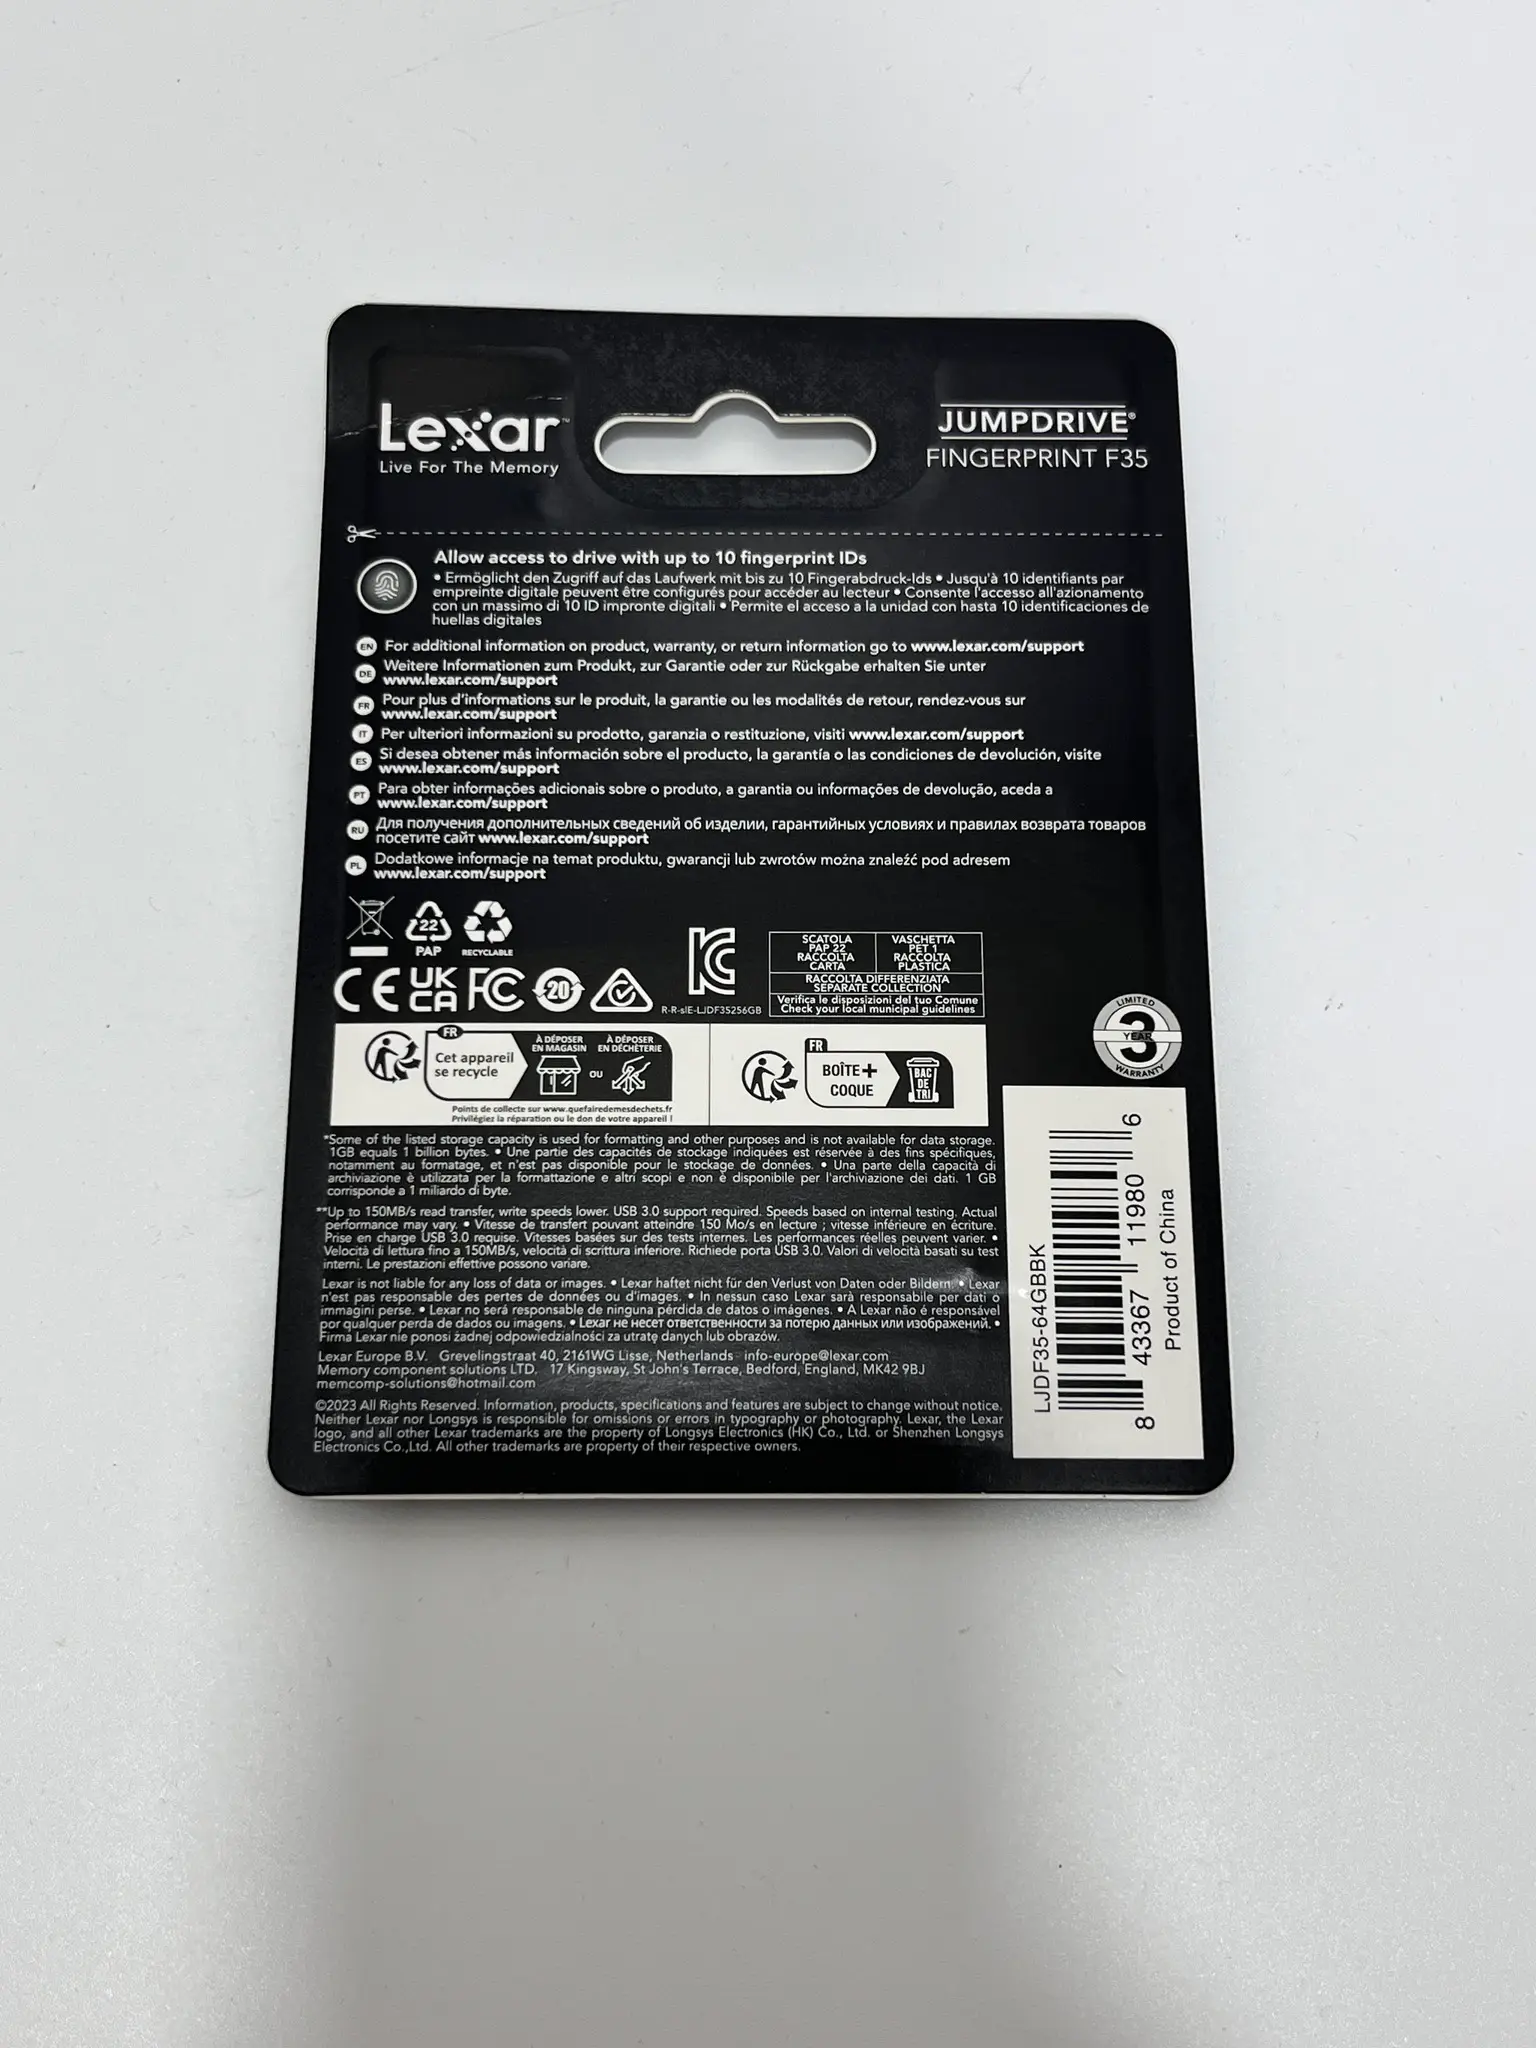 Lexar™
Live For The Memory
JUMPDRIVE®
FINGERPRINT F35
Allow access to drive with up to 10 fingerprint IDs
• Ermöglicht den Zugriff auf das Laufwerk mit bis zu 10 Fingerabdruck-Ids • Jusqu'à 10 identifiants par
empreinte digitale peuvent être configurés pour accéder au lecteur • Consente l'accesso all'azionamento
con un massimo di 10 ID impronte digitali • Permite el acceso a la unidad con hasta 10 identificaciones de
huellas digitales
EN For additional information on product, warranty, or return information go to www.lexar.com/support
DE Weitere Informationen zum Produkt, zur Garantie oder zur Rückgabe erhalten Sie unter
www.lexar.com/support
FR Pour plus d'informations sur le produit, la garantie ou les modalités de retour, rendez-vous sur
www.lexar.com/support
IT Per ulteriori informazioni su prodotto, garanzia o restituzione, visiti www.lexar.com/support
ES Si desea obtener más información sobre el producto, la garantía o las condiciones de devolución, visite
www.lexar.com/support
PT Para obter informações adicionais sobre o produto, a garantia ou informações de devolução, aceda a
www.lexar.com/support
RU Для получения дополнительных сведений об изделии, гарантийных условиях и правилах возврата товаров
посетите сайт www.lexar.com/support
PL Dodatkowe informacje na temat produktu, gwarancji lub zwrotów można znaleźć pod adresem
www.lexar.com/support
22
PAP
RECYCLABLE
CE UK CA FC 20
KC
R-R-sIE-LJDF35256GB
SCATOLA
PAP 22
RACCOLTA
CARTA
VASCHETTA
PET 1
RACCOLTA
PLASTICA
RACCOLTA DIFFERENZIATA
SEPARATE COLLECTION
Verifica le disposizioni del tuo Comune
Check your local municipal guidelines
LIMITED
3
YEAR
WARRANTY
FR
Cet appareil
se recycle
À DÉPOSER
EN MAGASIN
OU
À DÉPOSER
EN DÉCHÈTERIE
Points de collecte sur www.quefairedemesdechets.fr
Privilégiez la réparation ou le don de votre appareil !
FR
BOÎTE+
COQUE
BAC
DE
TRI
*Some of the listed storage capacity is used for formatting and other purposes and is not available for data storage.
1GB equals 1 billion bytes. • Une partie des capacités de stockage indiquées est réservée à des fins spécifiques,
notamment au formatage, et n'est pas disponible pour le stockage de données. • Una parte della capacità di
archiviazione è utilizzata per la formattazione e altri scopi e non è disponibile per l'archiviazione dei dati. 1 GB
corrisponde a 1 miliardo di byte.
**Up to 150MB/s read transfer, write speeds lower. USB 3.0 support required. Speeds based on internal testing. Actual
performance may vary. • Vitesse de transfert pouvant atteindre 150 Mo/s en lecture ; vitesse inférieure en écriture.
Prise en charge USB 3.0 requise. Vitesses basées sur des tests internes. Les performances réelles peuvent varier. •
Velocità di lettura fino a 150MB/s, velocità di scrittura inferiore. Richiede porta USB 3.0. Valori di velocità basati su test
interni. Le prestazioni effettive possono variare.
Lexar is not liable for any loss of data or images. • Lexar haftet nicht für den Verlust von Daten oder Bildern. • Lexar
n'est pas responsable des pertes de données ou d'images. • In nessun caso Lexar sarà responsabile per dati o
immagini perse. • Lexar no será responsable de ninguna pérdida de datos o imágenes. • A Lexar não é responsável
por qualquer perda de dados ou imagens. • Lexar не несет ответственности за потерю данных или изображений. •
Firma Lexar nie ponosi żadnej odpowiedzialności za utratę danych lub obrazów.
Lexar Europe B.V. Grevelingstraat 40, 2161WG Lisse, Netherlands info-europe@lexar.com
Memory component solutions LTD. 17 Kingsway, St John's Terrace, Bedford, England, MK42 9BJ
memcomp-solutions@hotmail.com
©2023 All Rights Reserved. Information, products, specifications and features are subject to change without notice.
Neither Lexar nor Longsys is responsible for omissions or errors in typography or photography. Lexar, the Lexar
logo, and all other Lexar trademarks are the property of Longsys Electronics (HK) Co., Ltd. or Shenzhen Longsys
Electronics Co.,Ltd. All other trademarks are property of their respective owners.
LJDF35-64GBBK
8 43367 11980 6
Product of China